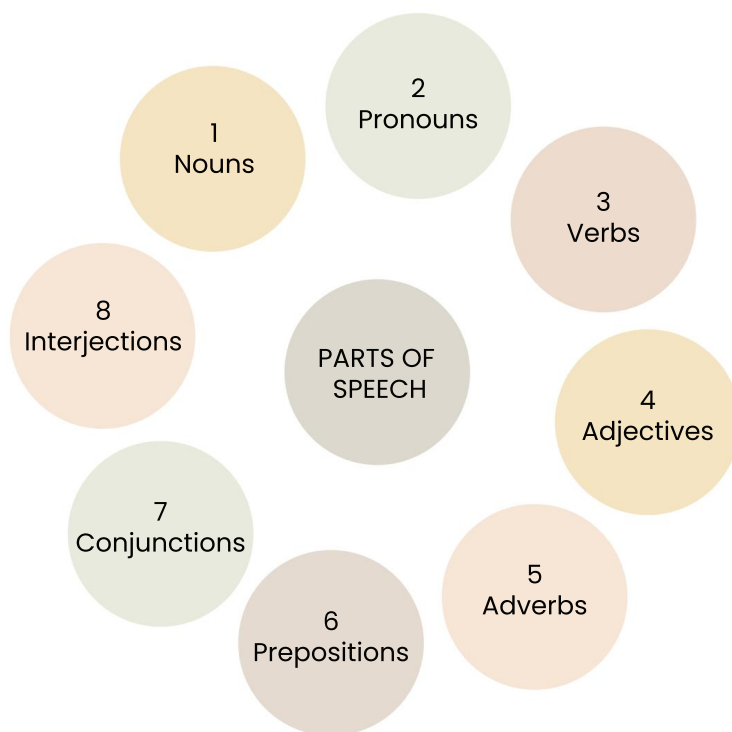 PARTS OF
SPEECH
1
Nouns
2
Pronouns
3
Verbs
4
Adjectives
5
Adverbs
6
Prepositions
7
Conjunctions
8
Interjections